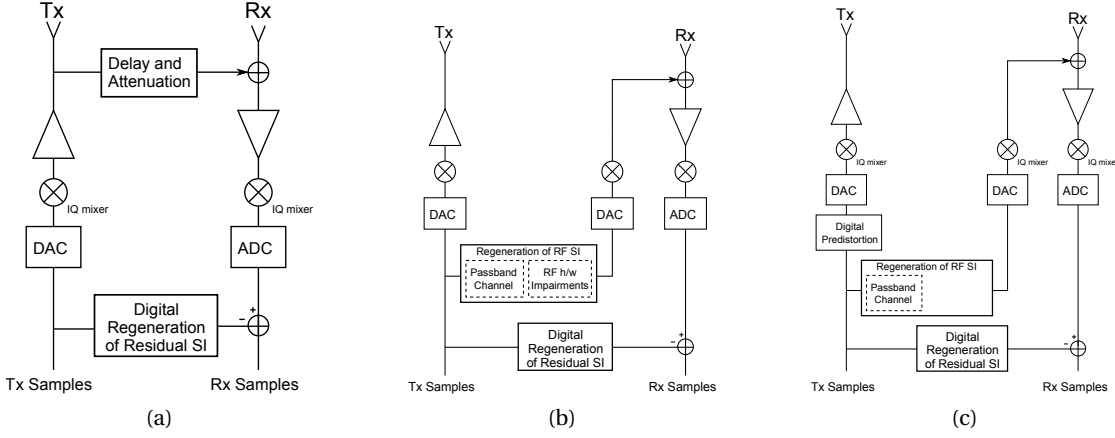 Tx
Rx
Delay and
Attenuation
IQ mixer
IQ mixer
DAC
ADC
Digital
Regeneration
of Residual SI
+
−
Tx Samples
Rx Samples
(a)
Tx
Rx
DAC
DAC
ADC
Regeneration of RF SI
Passband
Channel
RF h/w
Impairments
Digital
Regeneration
of Residual SI
+
−
Tx Samples
Rx Samples
(b)
Tx
Rx
IQ mixer
IQ mixer
IQ mixer
DAC
DAC
ADC
Digital
Predistortion
Regeneration of RF SI
Passband
Channel
Digital
Regeneration
of Residual SI
+
−
Tx Samples
Rx Samples
(c)